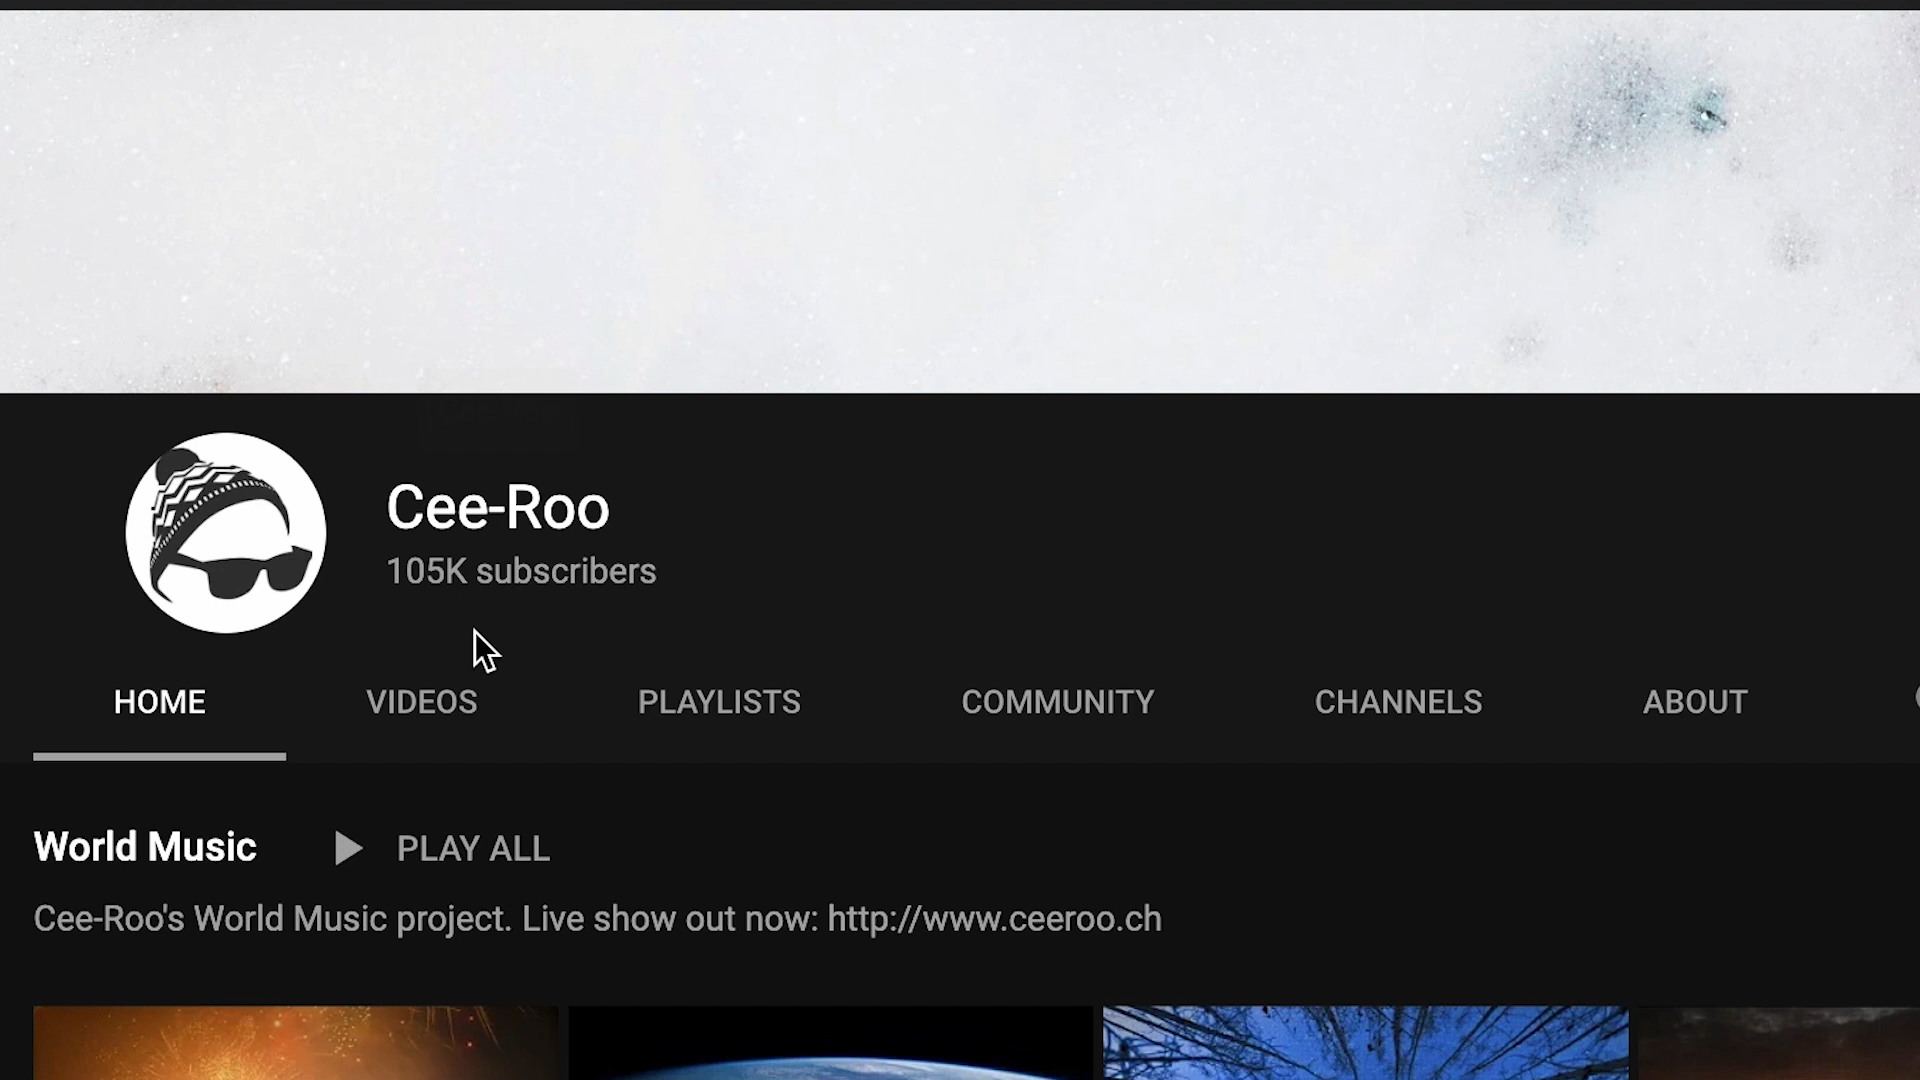 Cee-Roo
105K subscribers
HOME VIDEOS PLAYLISTS COMMUNITY CHANNELS ABOUT
World Music PLAY ALL
Cee-Roo's World Music project. Live show out now: http://www.ceeroo.ch